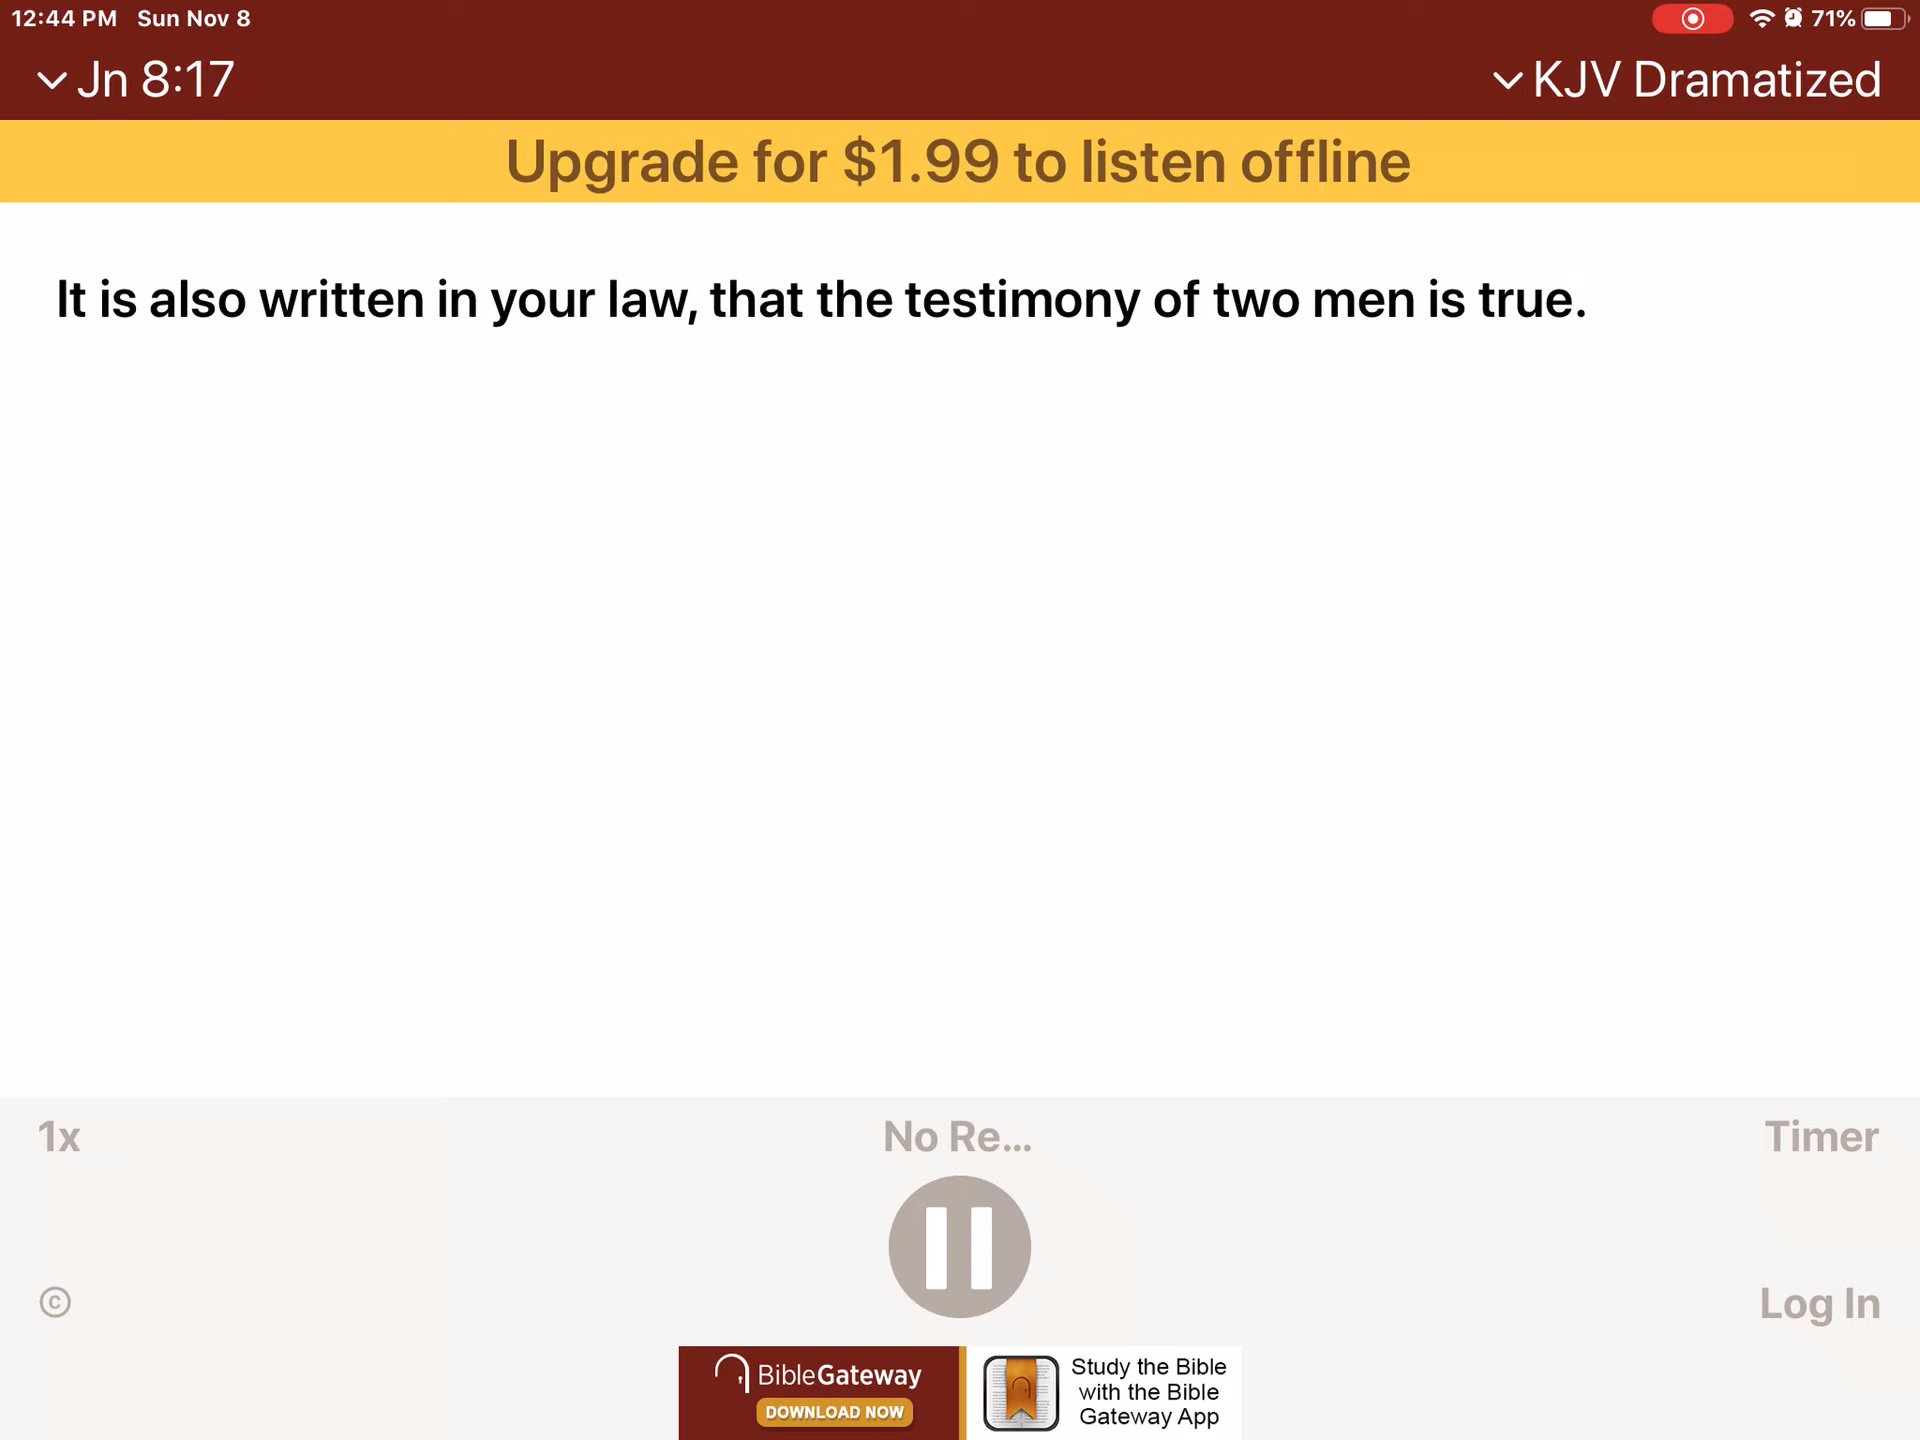 12:44 PM Sun Nov 8 71%
Jn 8:17 KJV Dramatized
Upgrade for $1.99 to listen offline
It is also written in your law, that the testimony of two men is true.
1x No Re... Timer
© Log In
BibleGateway
DOWNLOAD NOW
Study the Bible
with the Bible
Gateway App